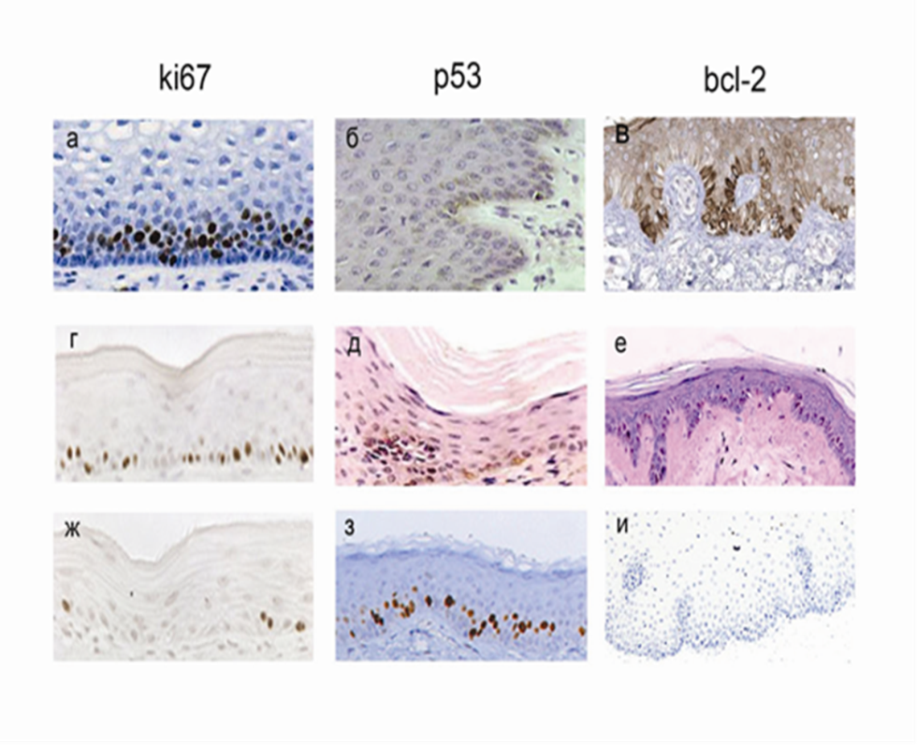 ki67 p53 bcl-2
а б в
г д е
ж з и